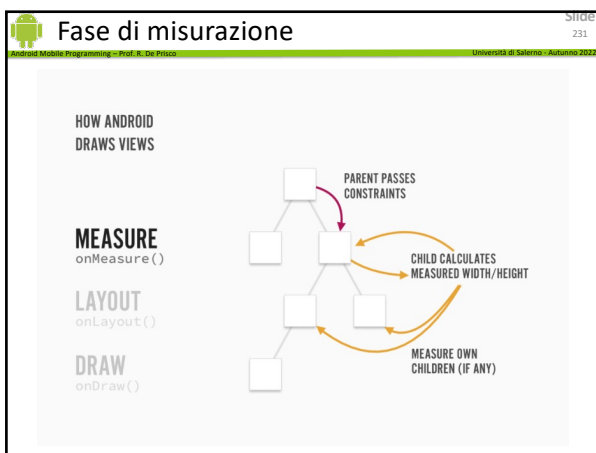 Fase di misurazione
Slide
231
Android Mobile Programming – Prof. R. De Prisco
Università di Salerno - Autunno 2022
HOW ANDROID
DRAWS VIEWS
PARENT PASSES
CONSTRAINTS
MEASURE
onMeasure()
CHILD CALCULATES
MEASURED WIDTH/HEIGHT
LAYOUT
onLayout()
MEASURE OWN
CHILDREN (IF ANY)
DRAW
onDraw()